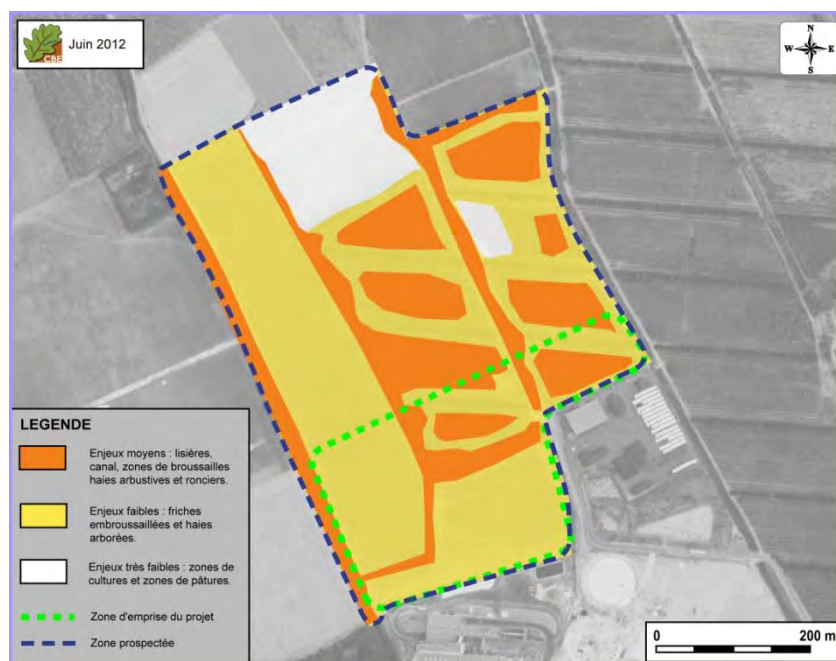 CBE
Juin 2012
N
W E
S
LEGENDE
Enjeux moyens : lisières,
canal, zones de broussailles
haies arbustives et ronciers.
Enjeux faibles : friches
embroussaillées et haies
arborées.
Enjeux très faibles : zones de
cultures et zones de pâtures.
Zone d'emprise du projet
Zone prospectée
0 200 m